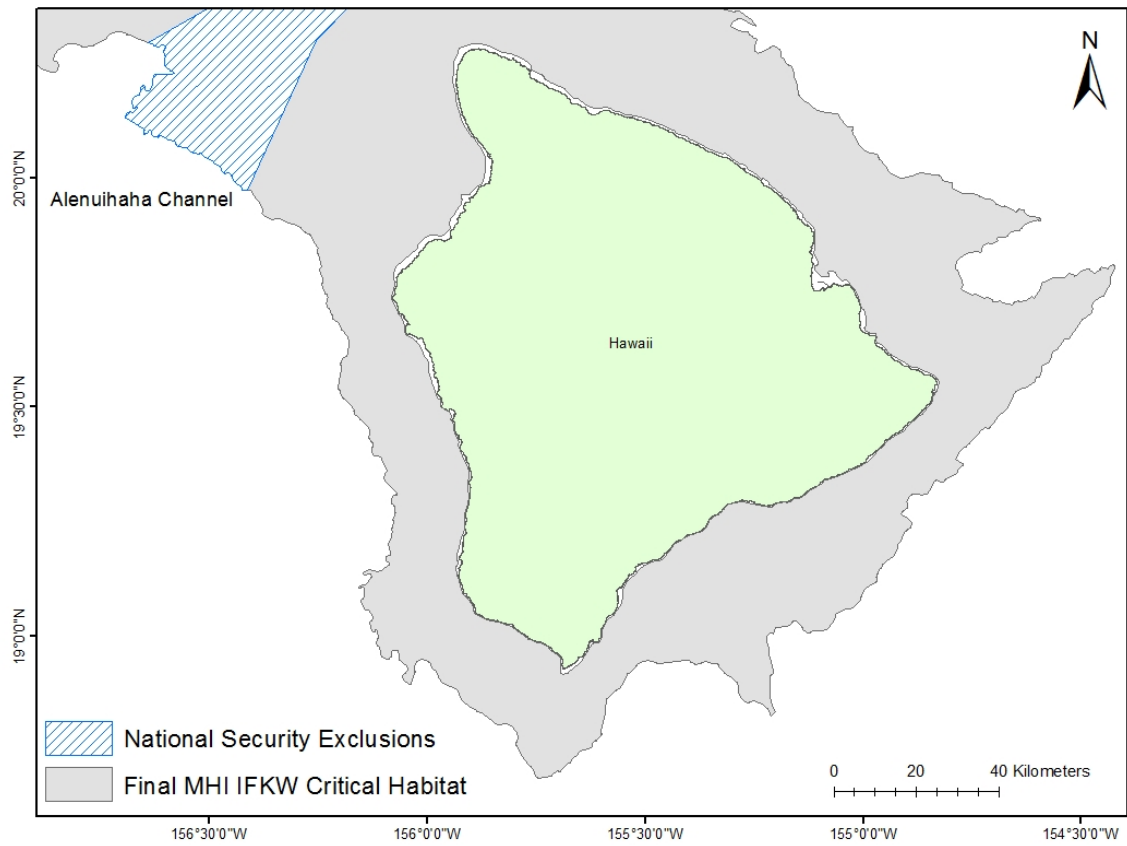 N
20°0'0"N
Alenuihaha Channel
Hawaii
19°30'0"N
19°0'0"N
National Security Exclusions
Final MHI IFKW Critical Habitat
0 20 40 Kilometers
156°30'0"W 156°0'0"W 155°30'0"W 155°0'0"W 154°30'0"W